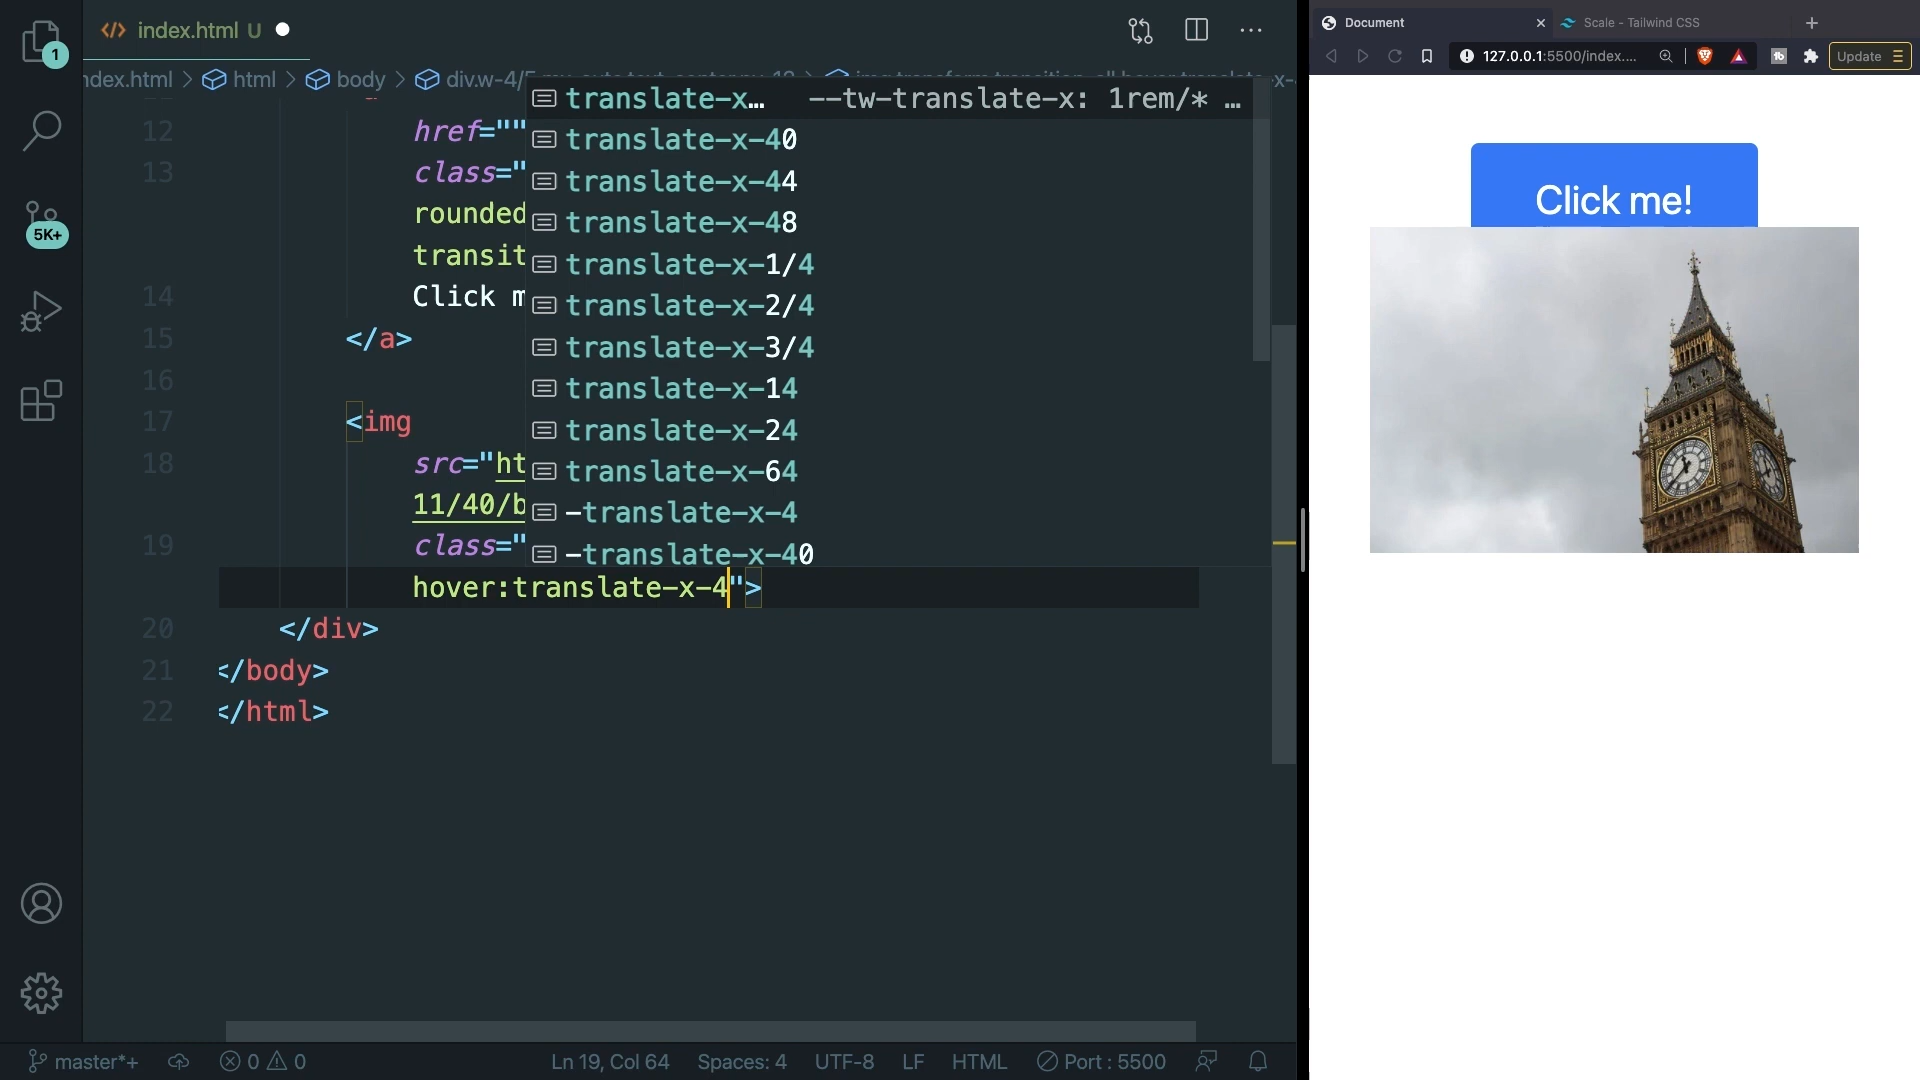 index.html U
ndex.html > html > body > div.w-4/5
translate-x… --tw-translate-x: 1rem/* …
translate-x-40
translate-x-44
translate-x-48
translate-x-1/4
translate-x-2/4
translate-x-3/4
translate-x-14
translate-x-24
translate-x-64
-translate-x-4
-translate-x-40
12 href=""
13 class="
rounded
transit
14 Click m
15 </a>
16
17 <img
18 src="ht
11/40/b
19 class="
hover:translate-x-4">
20 </div>
21 </body>
22 </html>
1
5K+
master*+
0 0
Ln 19, Col 64
Spaces: 4
UTF-8
LF
HTML
Port : 5500
Document
Scale - Tailwind CSS
127.0.0.1:5500/index....
Update
Click me!